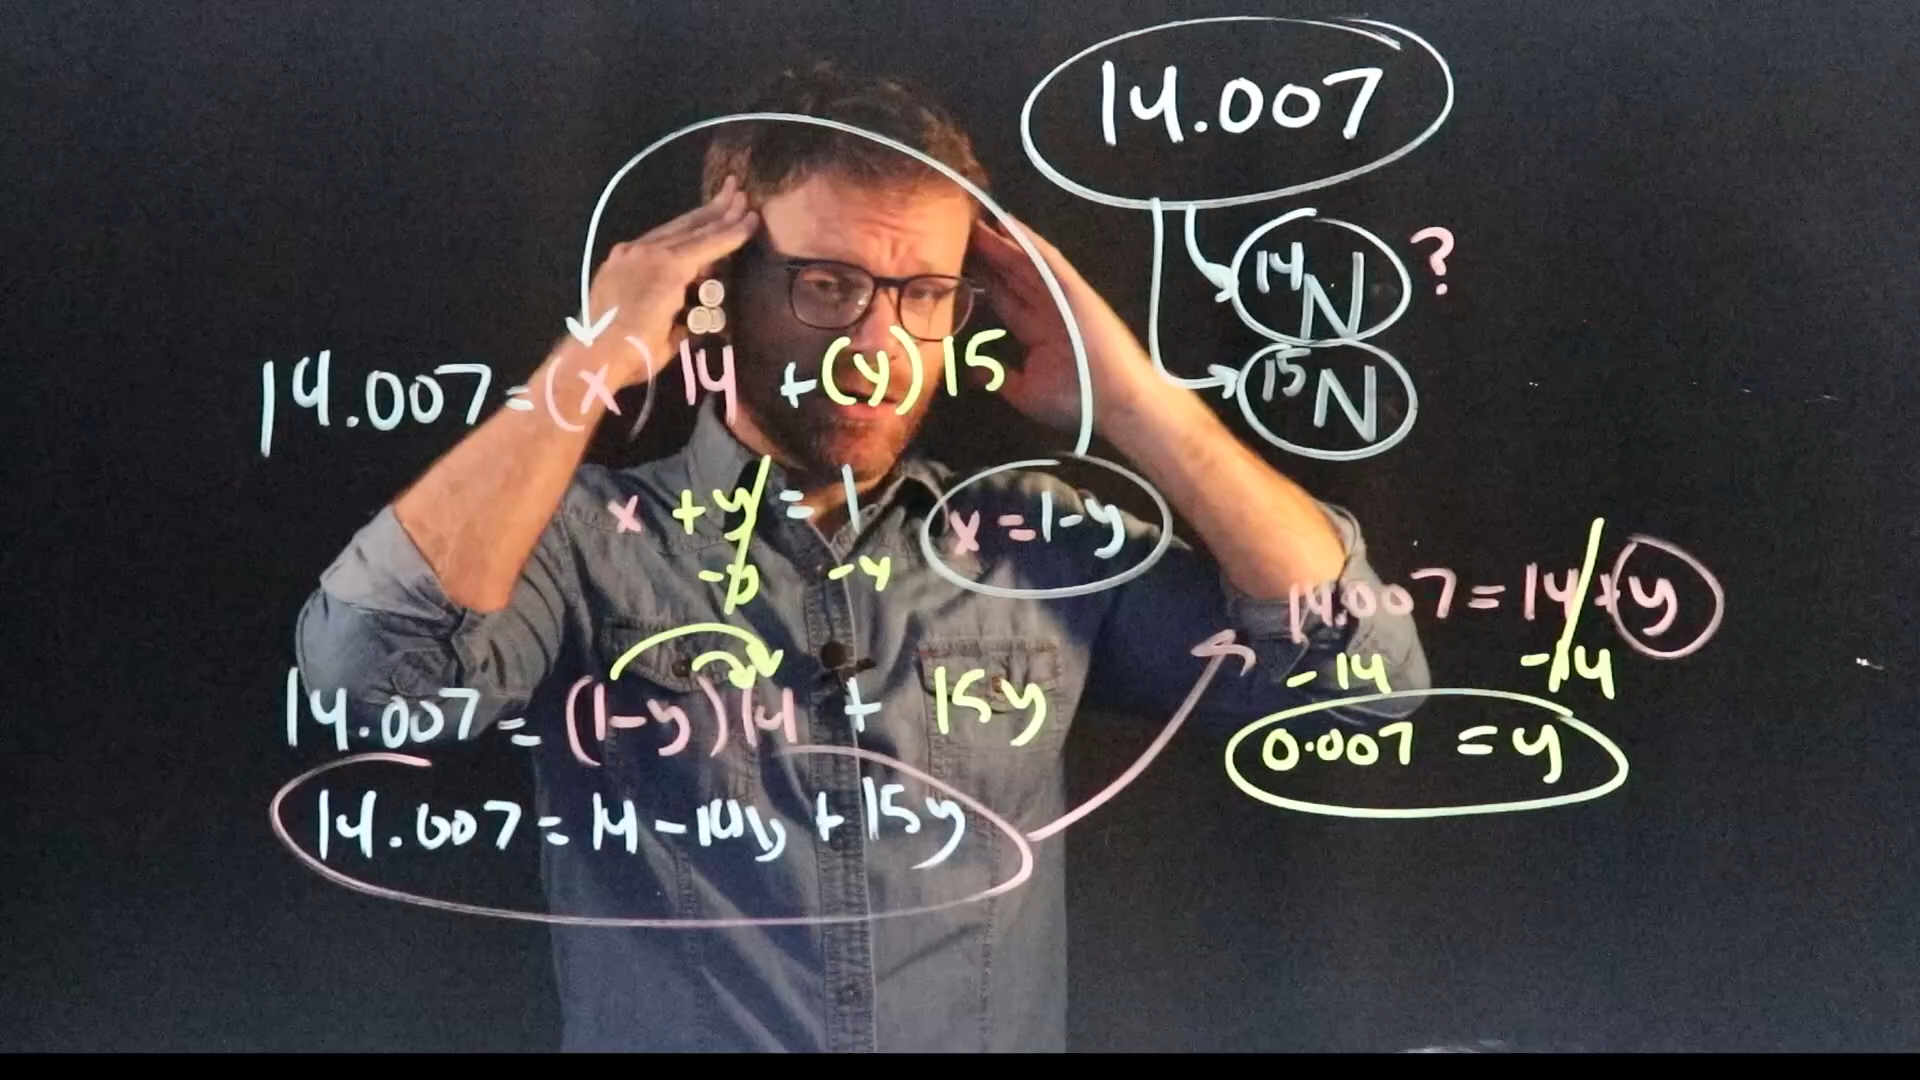 14.007
14N ?
15N
14.007 = (x) 14 + (y) 15
x + y = 1
- y - y
x = 1 - y
14.007 = (1-y)14 + 15y
14.007 = 14 - 14y + 15y
14.007 = 14 + y
- 14 - 14
0.007 = y